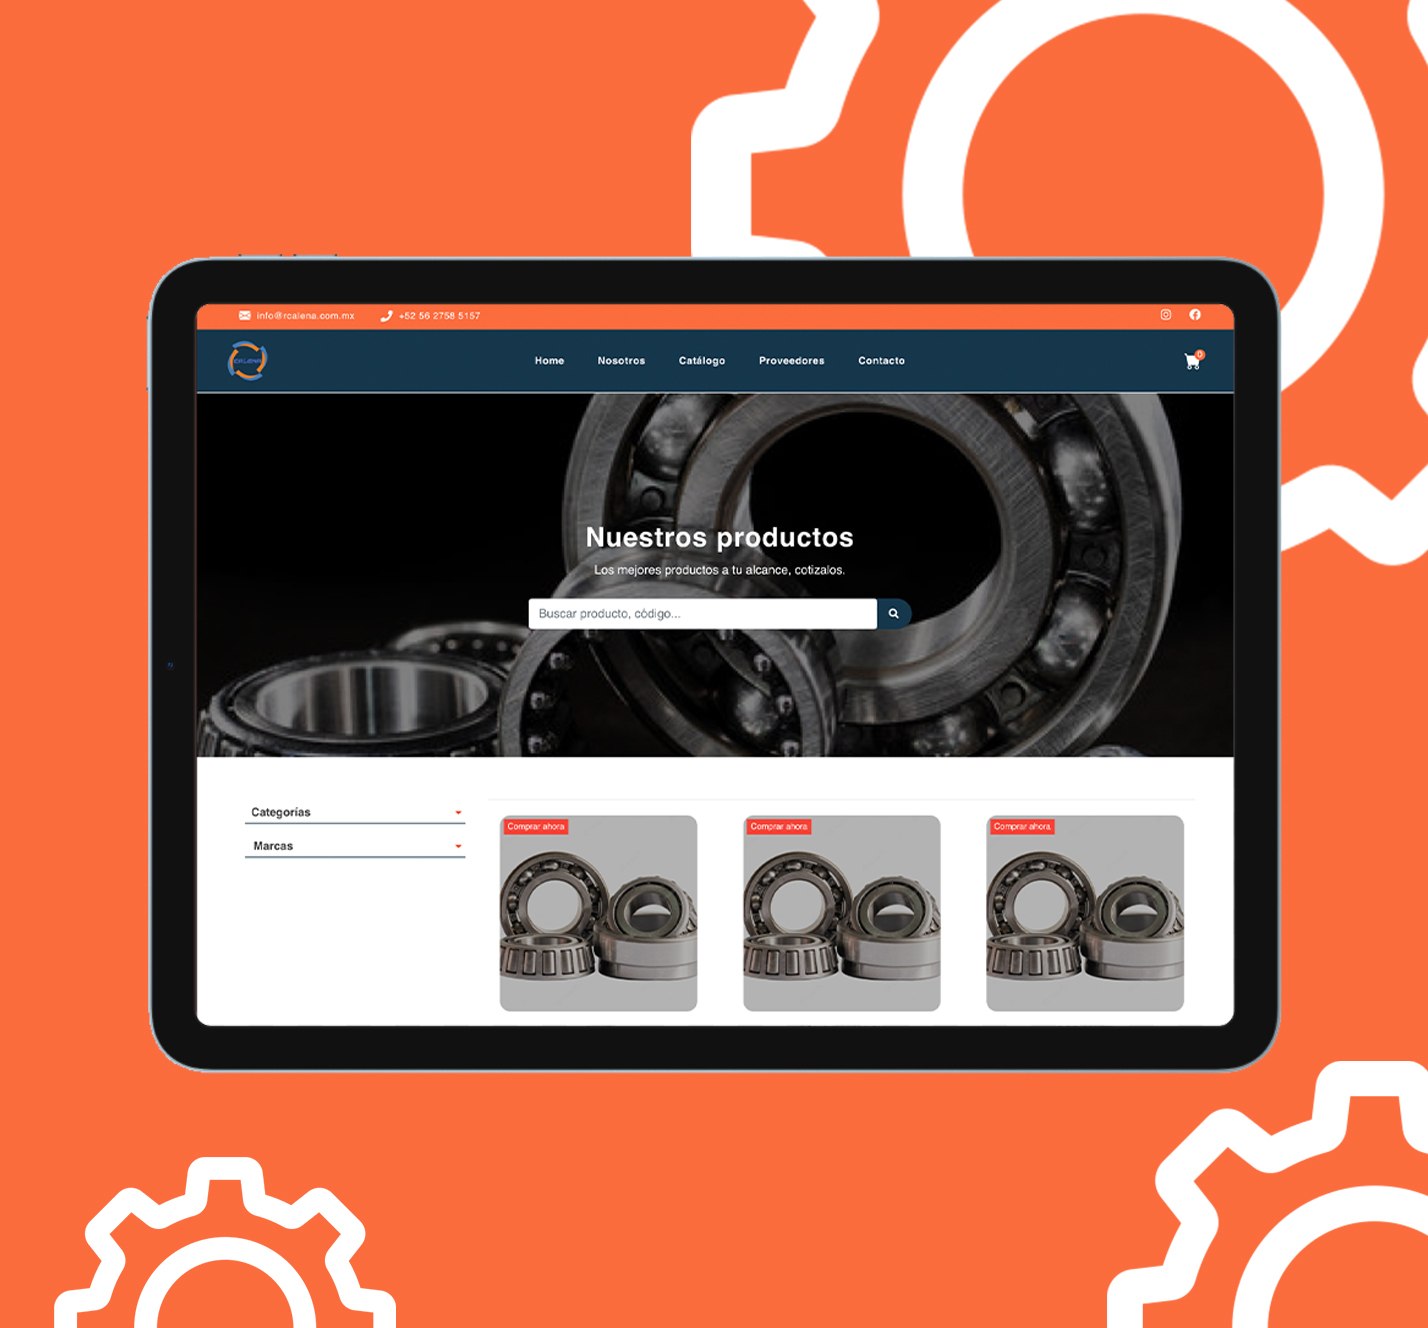 info@rcalena.com.mx
+52 56 2758 5157
Home
Nosotros
Catálogo
Proveedores
Contacto
0
Nuestros productos
Los mejores productos a tu alcance, cotizalos.
Buscar producto, código...
Categorías
Marcas
Comprar ahora
Comprar ahora
Comprar ahora